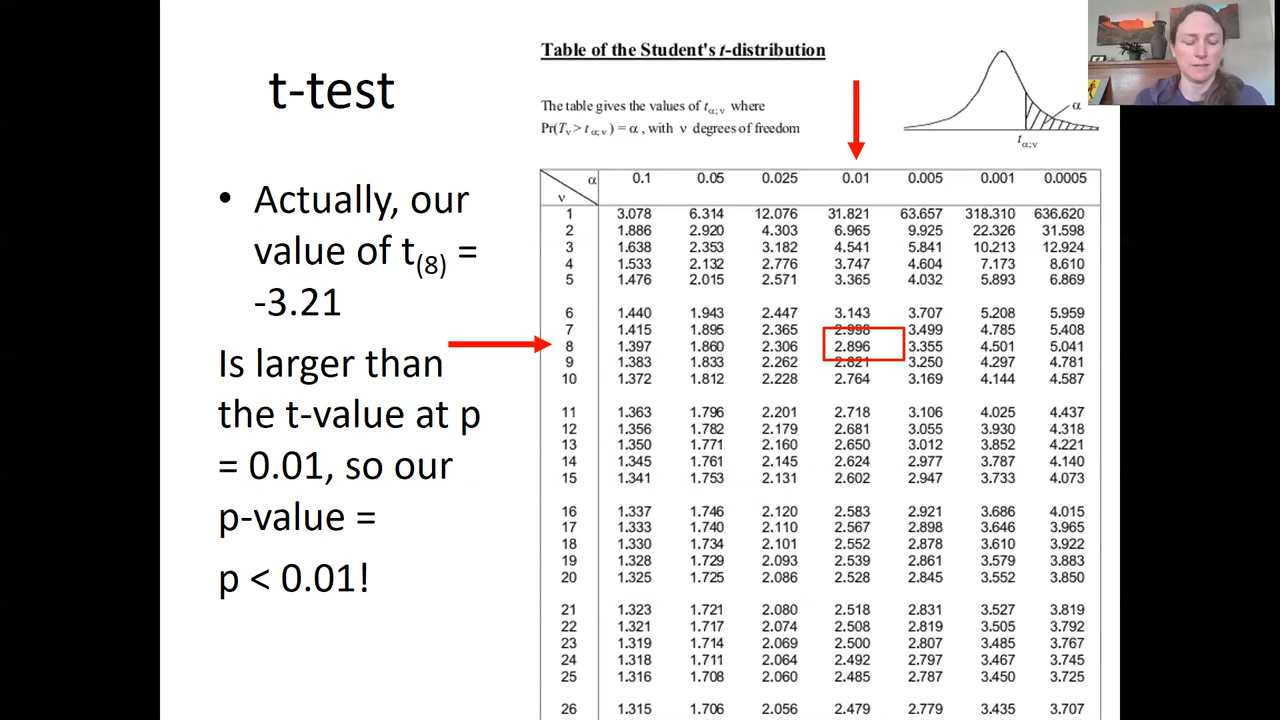 t-test
• Actually, our
value of t(8) =
-3.21
Is larger than
the t-value at p
= 0.01, so our
p-value =
p < 0.01!
Table of the Student's t-distribution
The table gives the values of tα;ν where
Pr(Tν > tα;ν) = α, with ν degrees of freedom
α
tα;ν
α 0.1 0.05 0.025 0.01 0.005 0.001 0.0005
ν
1 3.078 6.314 12.076 31.821 63.657 318.310 636.620
2 1.886 2.920 4.303 6.965 9.925 22.326 31.598
3 1.638 2.353 3.182 4.541 5.841 10.213 12.924
4 1.533 2.132 2.776 3.747 4.604 7.173 8.610
5 1.476 2.015 2.571 3.365 4.032 5.893 6.869
6 1.440 1.943 2.447 3.143 3.707 5.208 5.959
7 1.415 1.895 2.365 2.998 3.499 4.785 5.408
8 1.397 1.860 2.306 2.896 3.355 4.501 5.041
9 1.383 1.833 2.262 2.821 3.250 4.297 4.781
10 1.372 1.812 2.228 2.764 3.169 4.144 4.587
11 1.363 1.796 2.201 2.718 3.106 4.025 4.437
12 1.356 1.782 2.179 2.681 3.055 3.930 4.318
13 1.350 1.771 2.160 2.650 3.012 3.852 4.221
14 1.345 1.761 2.145 2.624 2.977 3.787 4.140
15 1.341 1.753 2.131 2.602 2.947 3.733 4.073
16 1.337 1.746 2.120 2.583 2.921 3.686 4.015
17 1.333 1.740 2.110 2.567 2.898 3.646 3.965
18 1.330 1.734 2.101 2.552 2.878 3.610 3.922
19 1.328 1.729 2.093 2.539 2.861 3.579 3.883
20 1.325 1.725 2.086 2.528 2.845 3.552 3.850
21 1.323 1.721 2.080 2.518 2.831 3.527 3.819
22 1.321 1.717 2.074 2.508 2.819 3.505 3.792
23 1.319 1.714 2.069 2.500 2.807 3.485 3.767
24 1.318 1.711 2.064 2.492 2.797 3.467 3.745
25 1.316 1.708 2.060 2.485 2.787 3.450 3.725
26 1.315 1.706 2.056 2.479 2.779 3.435 3.707